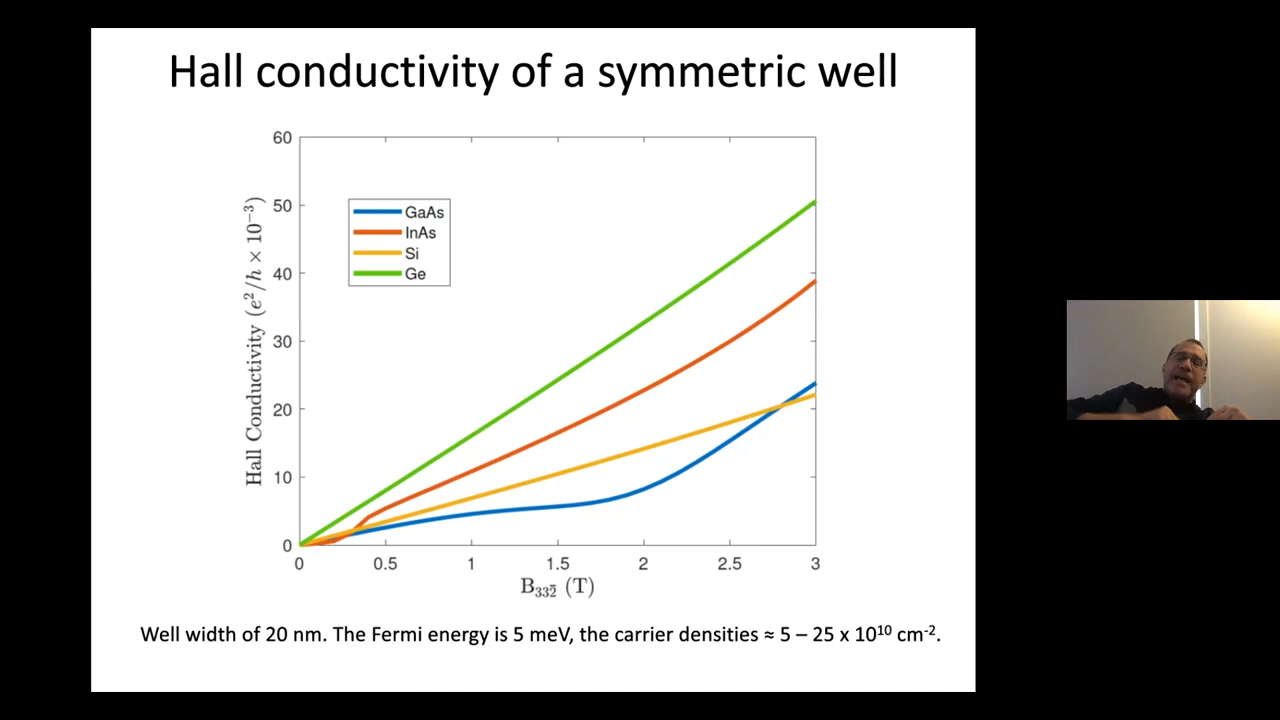 Hall conductivity of a symmetric well
60
50
40
30
20
10
0
Hall Conductivity (e²/h × 10⁻³)
GaAs
InAs
Si
Ge
0 0.5 1 1.5 2 2.5 3
B₃₃₂̄ (T)
Well width of 20 nm. The Fermi energy is 5 meV, the carrier densities ≈ 5 – 25 x 10¹⁰ cm⁻².